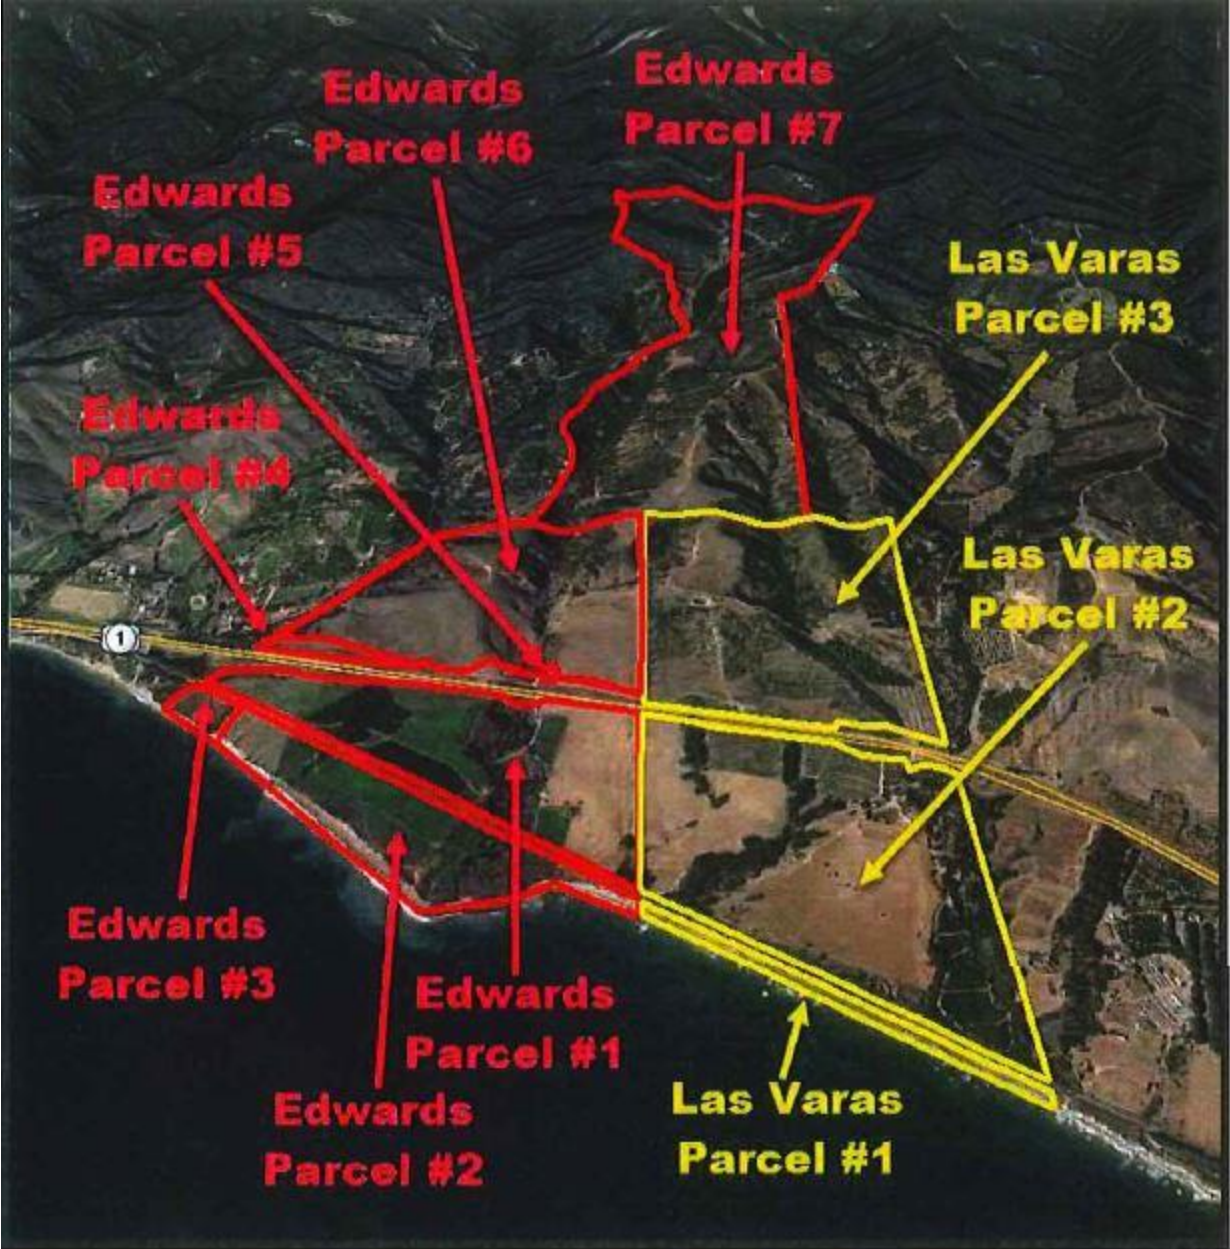 Edwards
Parcel #6
Edwards
Parcel #7
Edwards
Parcel #5
Las Varas
Parcel #3
Edwards
Parcel #4
Las Varas
Parcel #2
1
Edwards
Parcel #3
Edwards
Parcel #1
Edwards
Parcel #2
Las Varas
Parcel #1